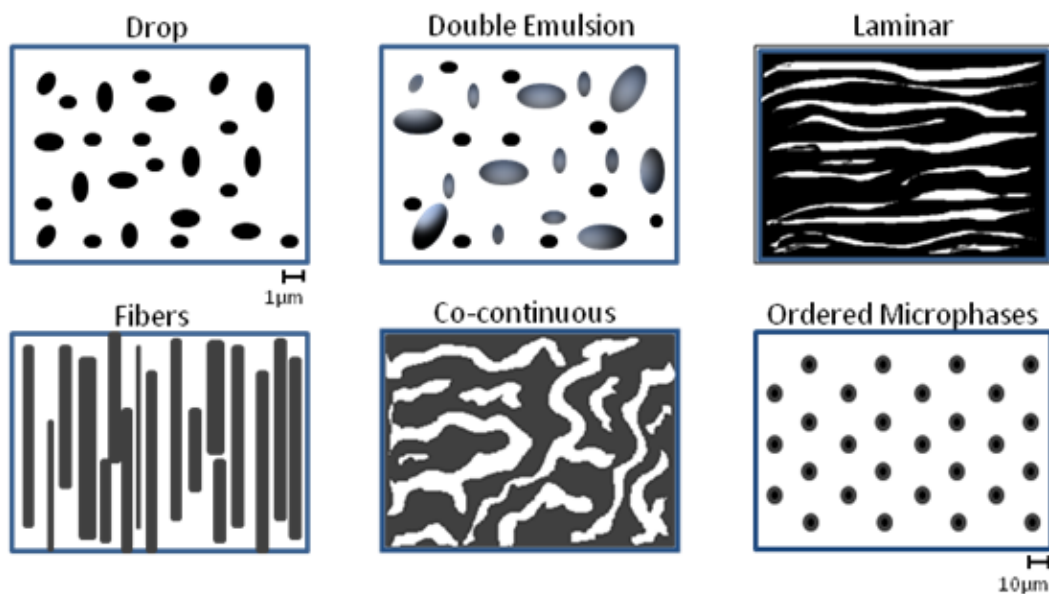 Drop
Double Emulsion
Laminar
1µm
Fibers
Co-continuous
Ordered Microphases
10µm